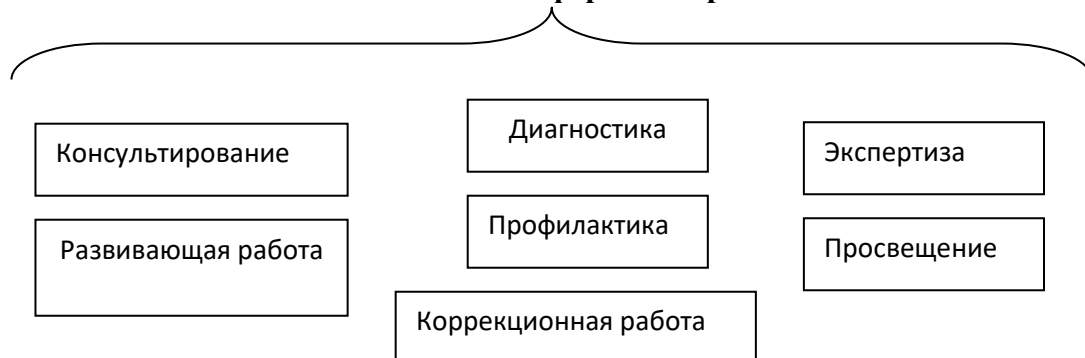 Консультирование
Диагностика
Экспертиза
Развивающая работа
Профилактика
Просвещение
Коррекционная работа